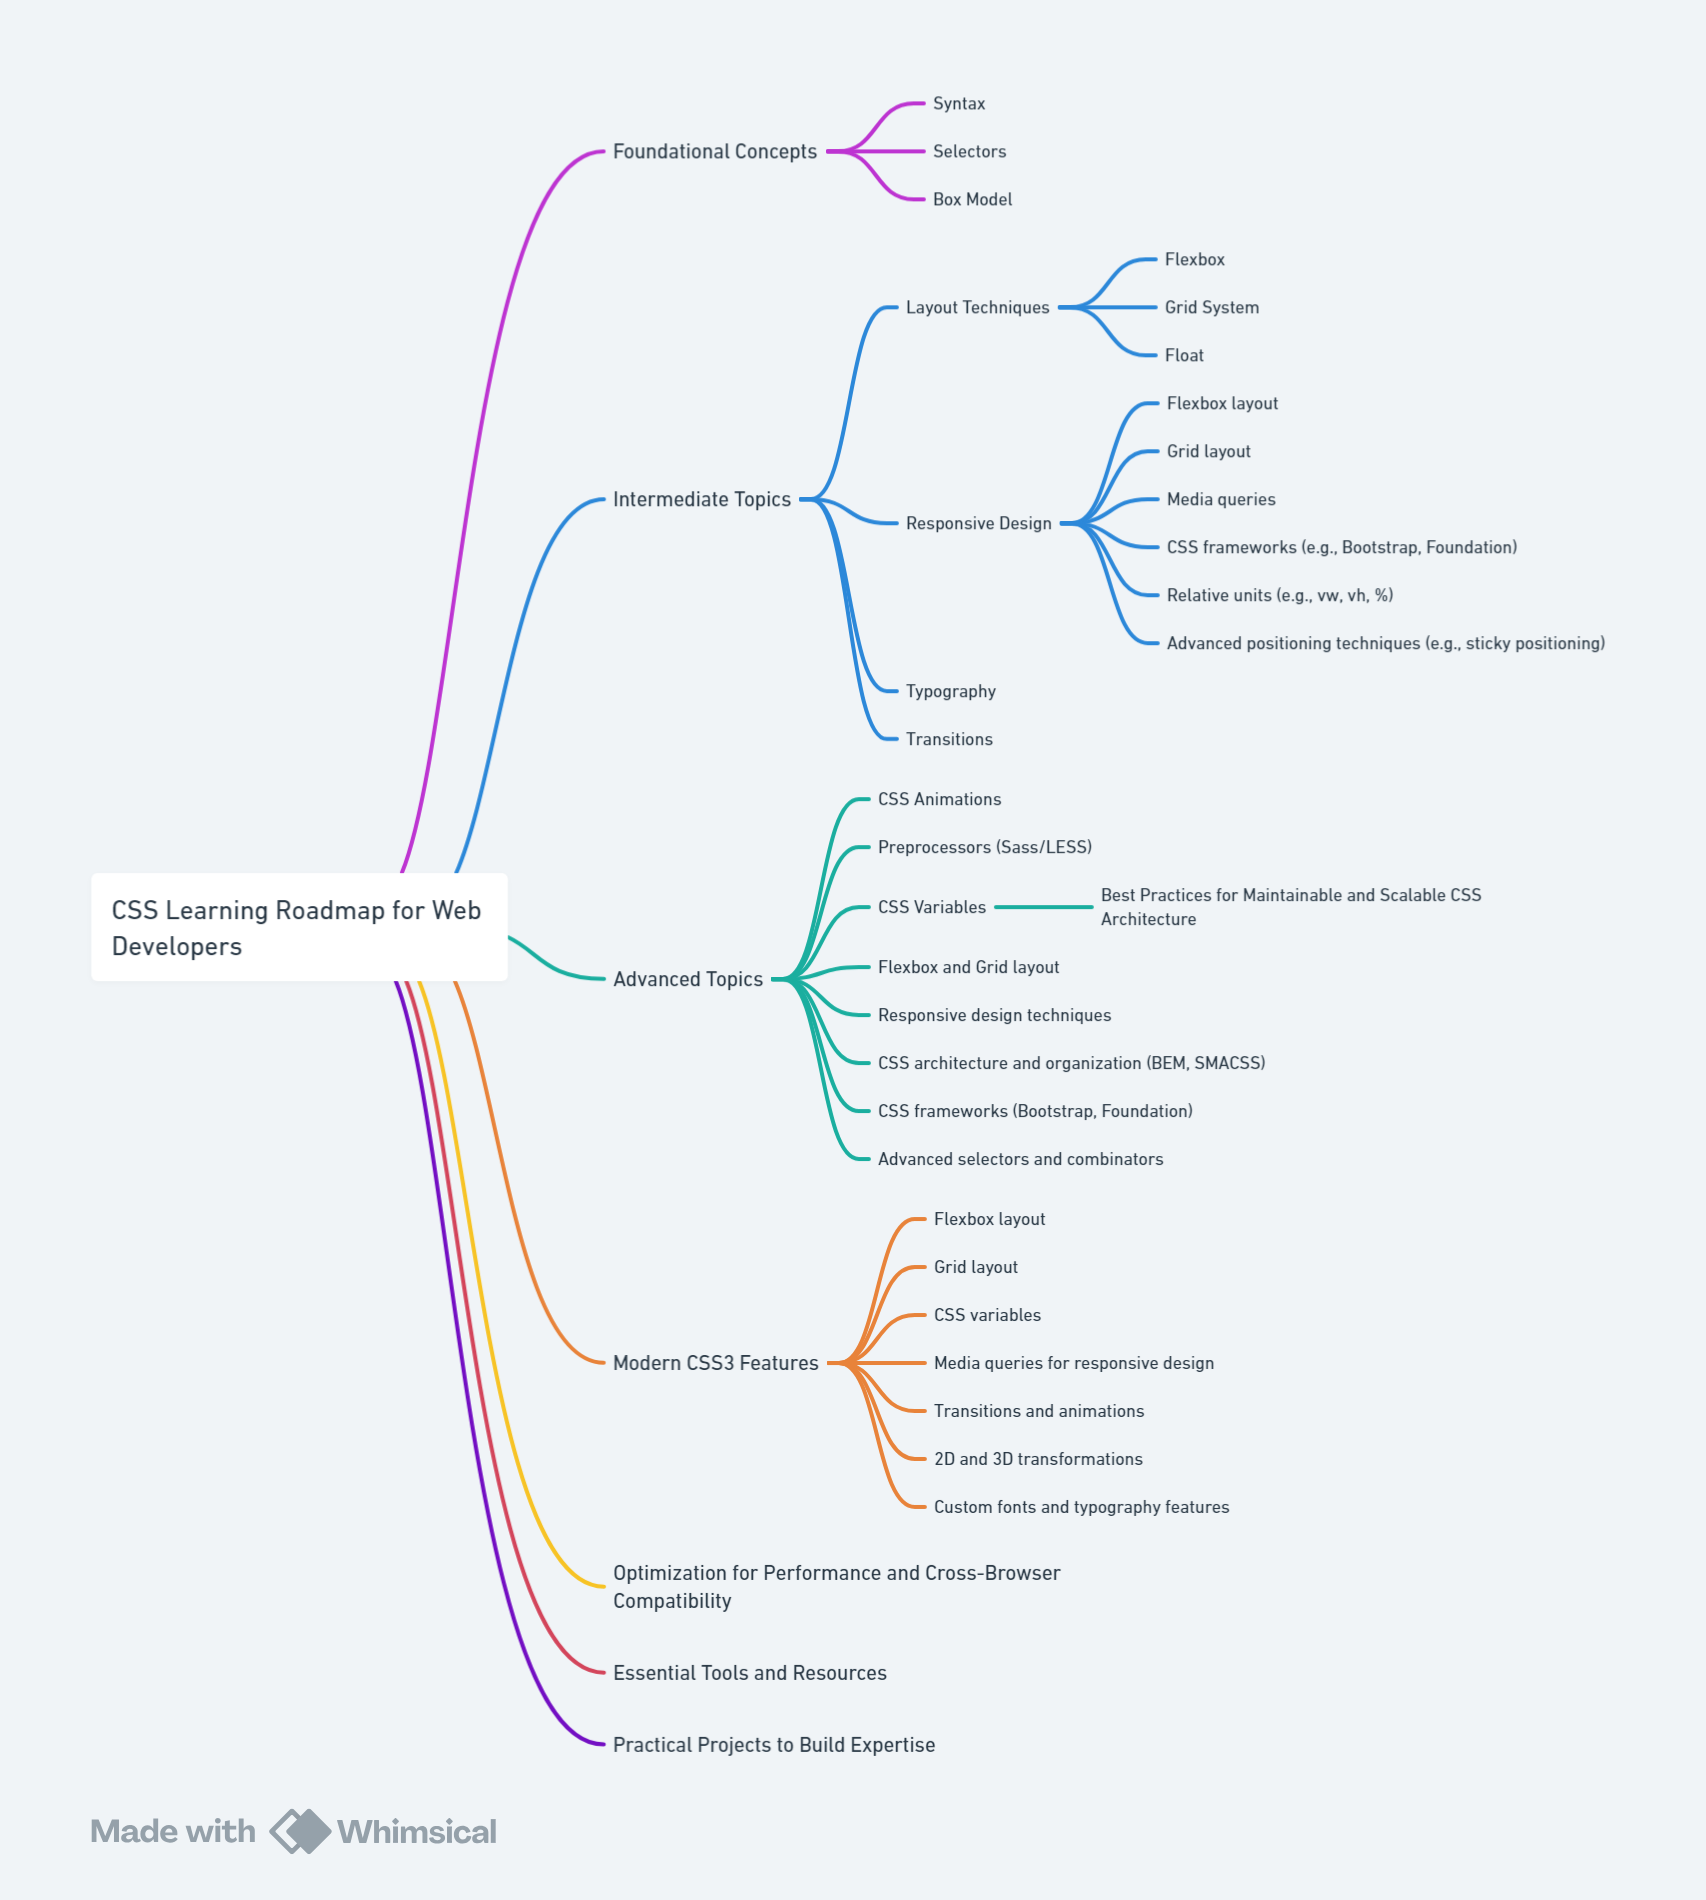 CSS Learning Roadmap for Web
Developers
Foundational Concepts
Syntax
Selectors
Box Model
Intermediate Topics
Layout Techniques
Flexbox
Grid System
Float
Responsive Design
Flexbox layout
Grid layout
Media queries
CSS frameworks (e.g., Bootstrap, Foundation)
Relative units (e.g., vw, vh, %)
Advanced positioning techniques (e.g., sticky positioning)
Typography
Transitions
Advanced Topics
CSS Animations
Preprocessors (Sass/LESS)
CSS Variables
Best Practices for Maintainable and Scalable CSS
Architecture
Flexbox and Grid layout
Responsive design techniques
CSS architecture and organization (BEM, SMACSS)
CSS frameworks (Bootstrap, Foundation)
Advanced selectors and combinators
Modern CSS3 Features
Flexbox layout
Grid layout
CSS variables
Media queries for responsive design
Transitions and animations
2D and 3D transformations
Custom fonts and typography features
Optimization for Performance and Cross-Browser
Compatibility
Essential Tools and Resources
Practical Projects to Build Expertise
Made with Whimsical